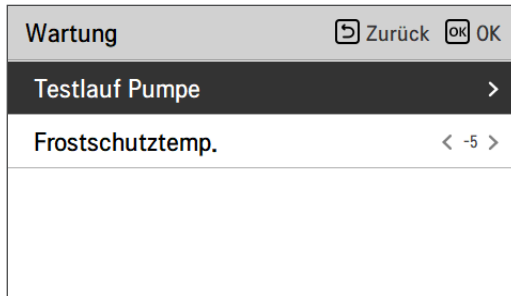 Wartung Zurück OK OK
Testlauf Pumpe >
Frostschutztemp. < -5 >